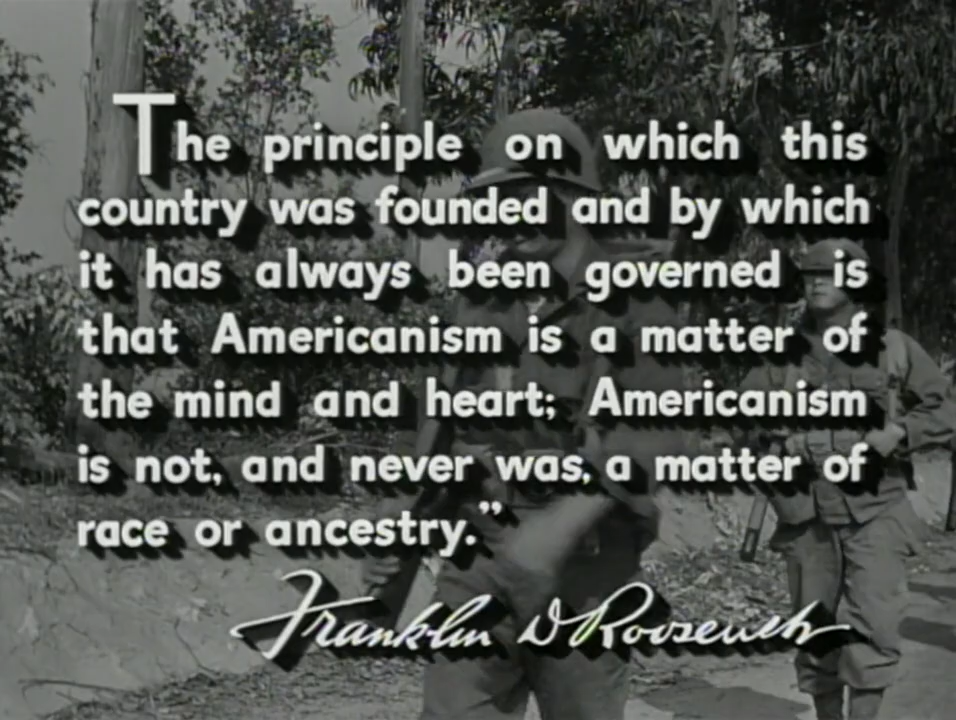 The principle on which this
country was founded and by which
it has always been governed is
that Americanism is a matter of
the mind and heart; Americanism
is not, and never was, a matter of
race or ancestry.”
Franklin D Roosevelt